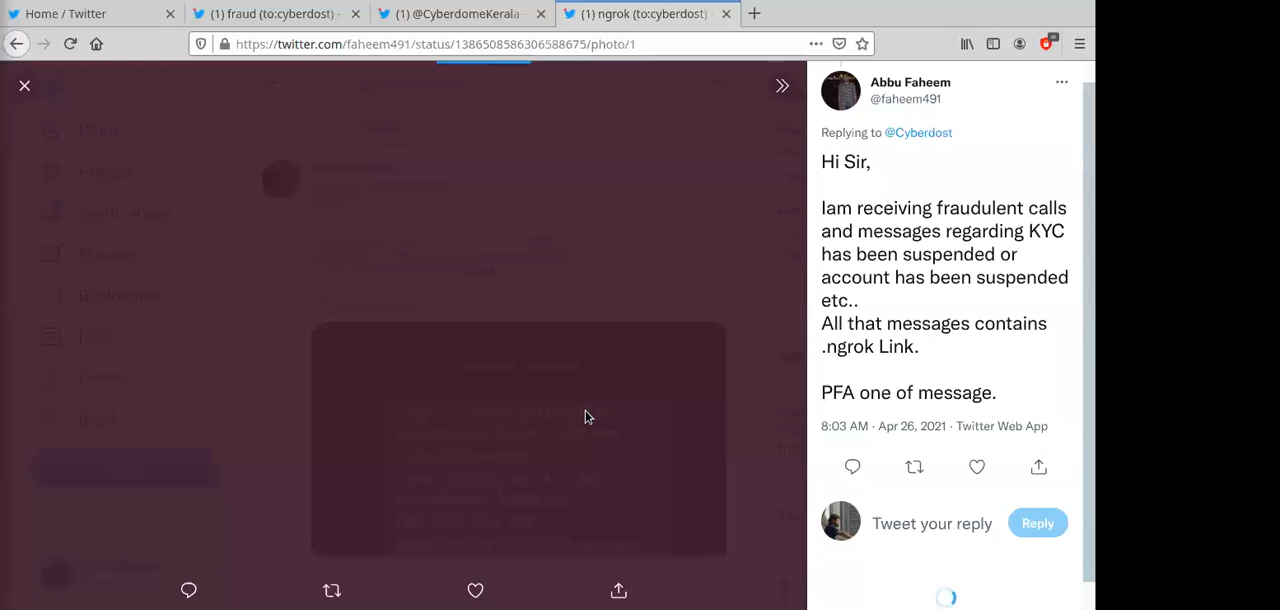 Home / Twitter
(1) fraud (to:cyberdost) -
(1) @CyberdomeKerala
(1) ngrok (to:cyberdost) -
https://twitter.com/faheem491/status/1386508586306588675/photo/1
Abbu Faheem
@faheem491
Replying to @Cyberdost
Hi Sir,
Iam receiving fraudulent calls
and messages regarding KYC
has been suspended or
account has been suspended
etc..
All that messages contains
.ngrok Link.
PFA one of message.
8:03 AM · Apr 26, 2021 · Twitter Web App
Tweet your reply
Reply